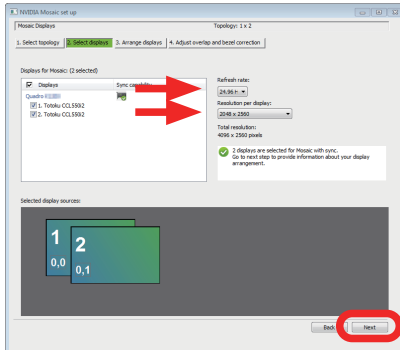 NVIDIA Mosaic set up
Mosaic Displays
Topology: 1 x 2
1. Select topology
2. Select displays
3. Arrange displays
4. Adjust overlap and bezel correction
Displays for Mosaic: (2 selected)
Displays
Sync capability
Quadro
1. Totoku CCL550i2
2. Totoku CCL550i2
Refresh rate:
Resolution per display:
2048 x 2560
Total resolution:
4096 x 2560 pixels
2 displays are selected for Mosaic with sync.
Go to next step to provide information about your display
arrangement.
Selected display sources:
1
0,0
2
0,1
Back
Next